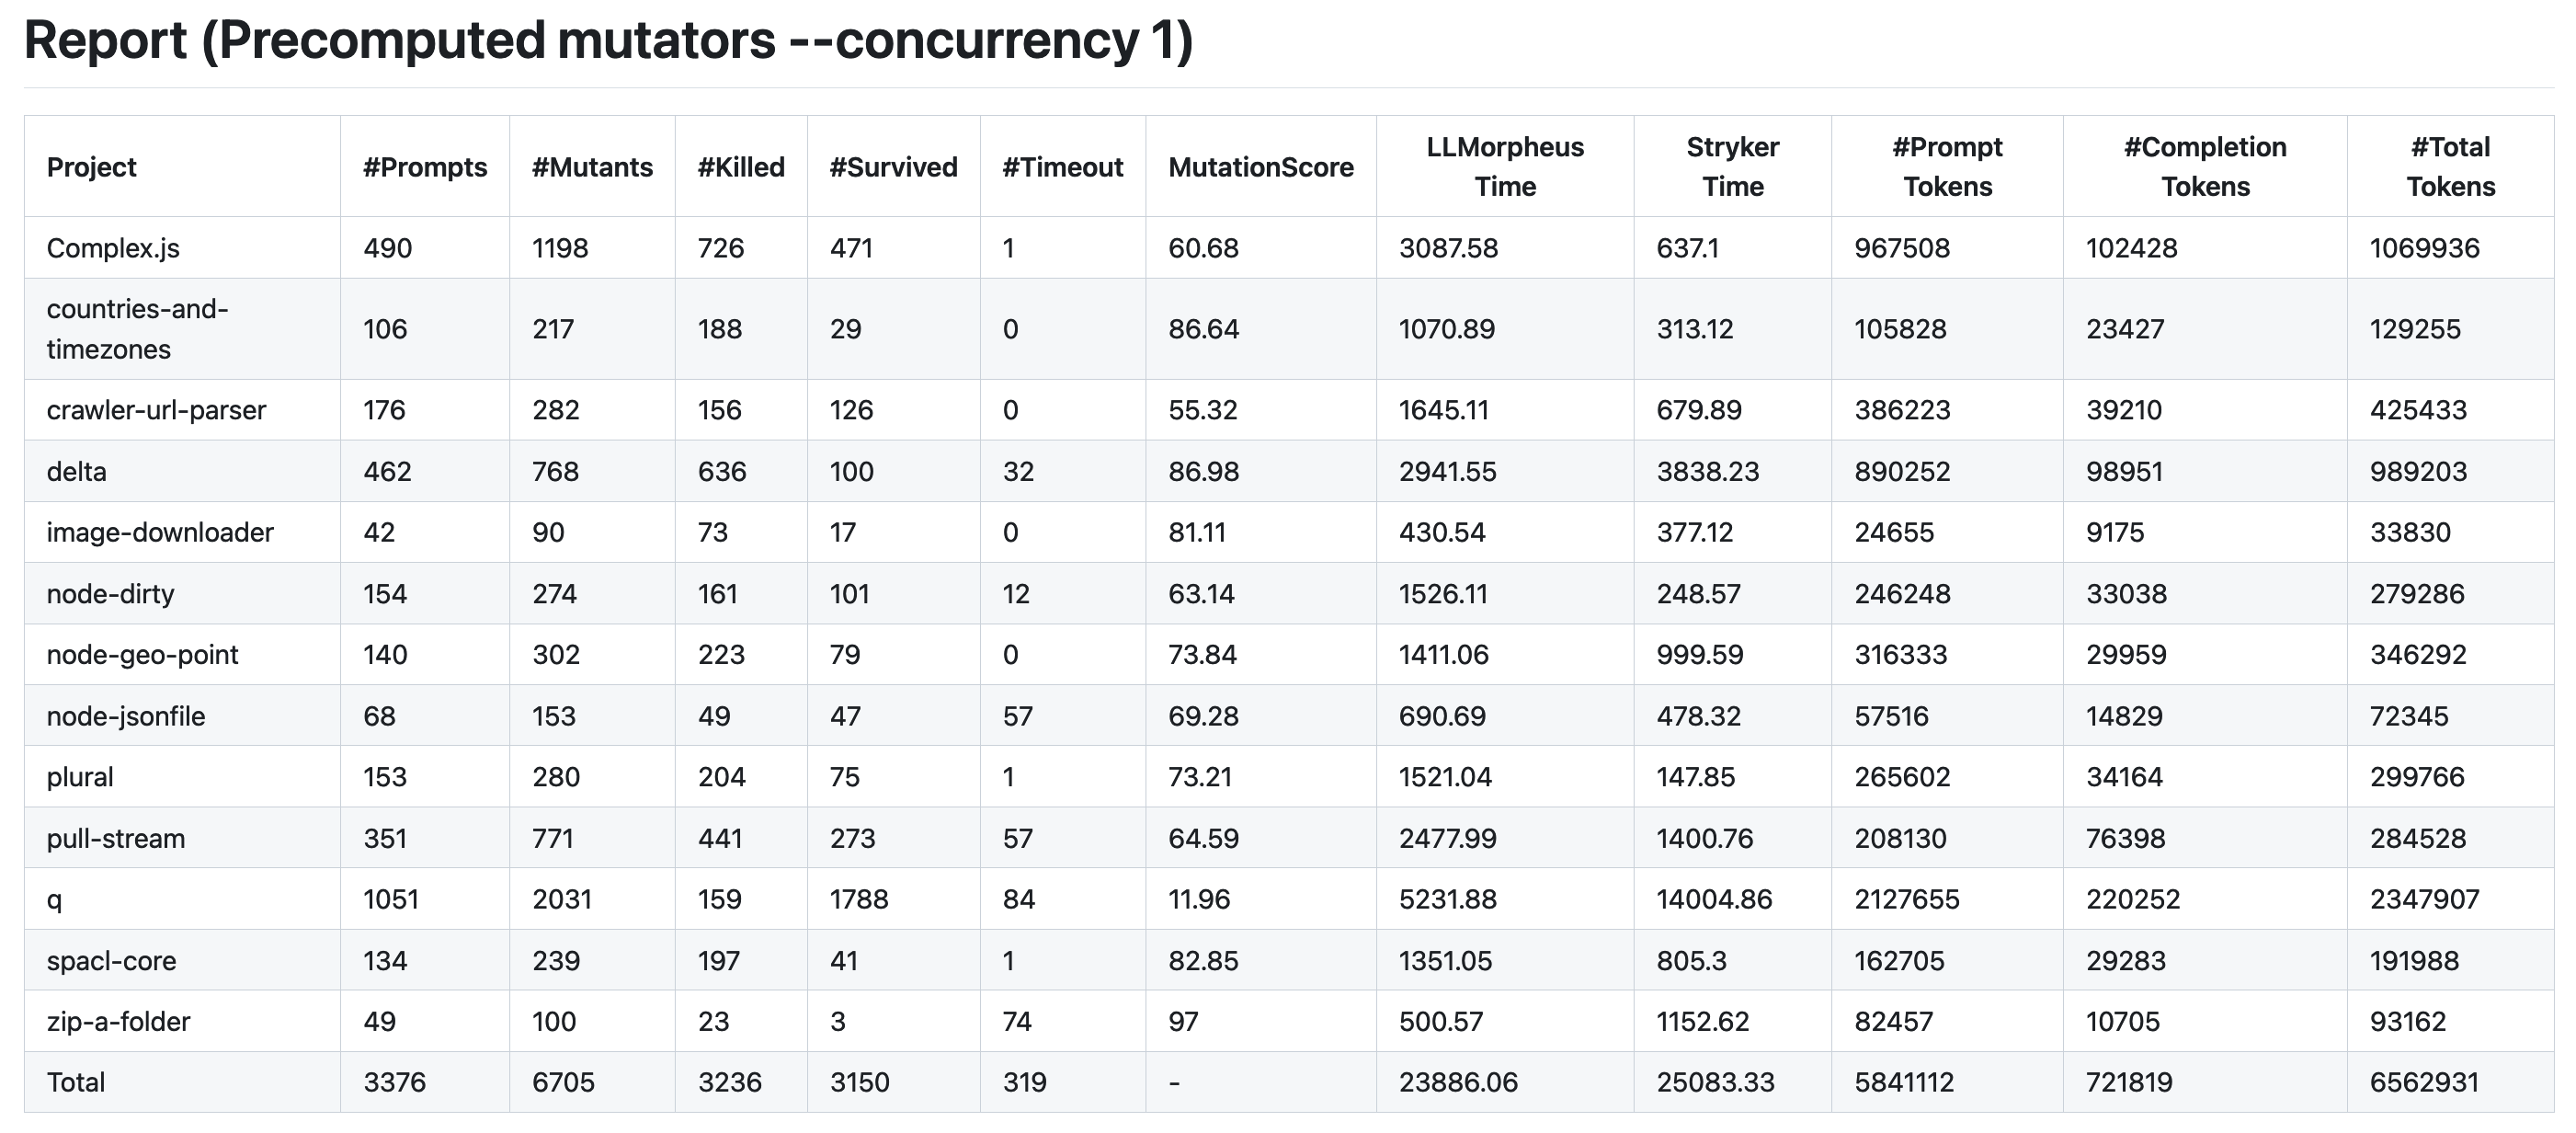 Report (Precomputed mutators --concurrency 1)
Project #Prompts #Mutants #Killed #Survived #Timeout MutationScore LLMorpheus Time Stryker Time #Prompt Tokens #Completion Tokens #Total Tokens
Complex.js 490 1198 726 471 1 60.68 3087.58 637.1 967508 102428 1069936
countries-and-timezones 106 217 188 29 0 86.64 1070.89 313.12 105828 23427 129255
crawler-url-parser 176 282 156 126 0 55.32 1645.11 679.89 386223 39210 425433
delta 462 768 636 100 32 86.98 2941.55 3838.23 890252 98951 989203
image-downloader 42 90 73 17 0 81.11 430.54 377.12 24655 9175 33830
node-dirty 154 274 161 101 12 63.14 1526.11 248.57 246248 33038 279286
node-geo-point 140 302 223 79 0 73.84 1411.06 999.59 316333 29959 346292
node-jsonfile 68 153 49 47 57 69.28 690.69 478.32 57516 14829 72345
plural 153 280 204 75 1 73.21 1521.04 147.85 265602 34164 299766
pull-stream 351 771 441 273 57 64.59 2477.99 1400.76 208130 76398 284528
q 1051 2031 159 1788 84 11.96 5231.88 14004.86 2127655 220252 2347907
spacl-core 134 239 197 41 1 82.85 1351.05 805.3 162705 29283 191988
zip-a-folder 49 100 23 3 74 97 500.57 1152.62 82457 10705 93162
Total 3376 6705 3236 3150 319 - 23886.06 25083.33 5841112 721819 6562931